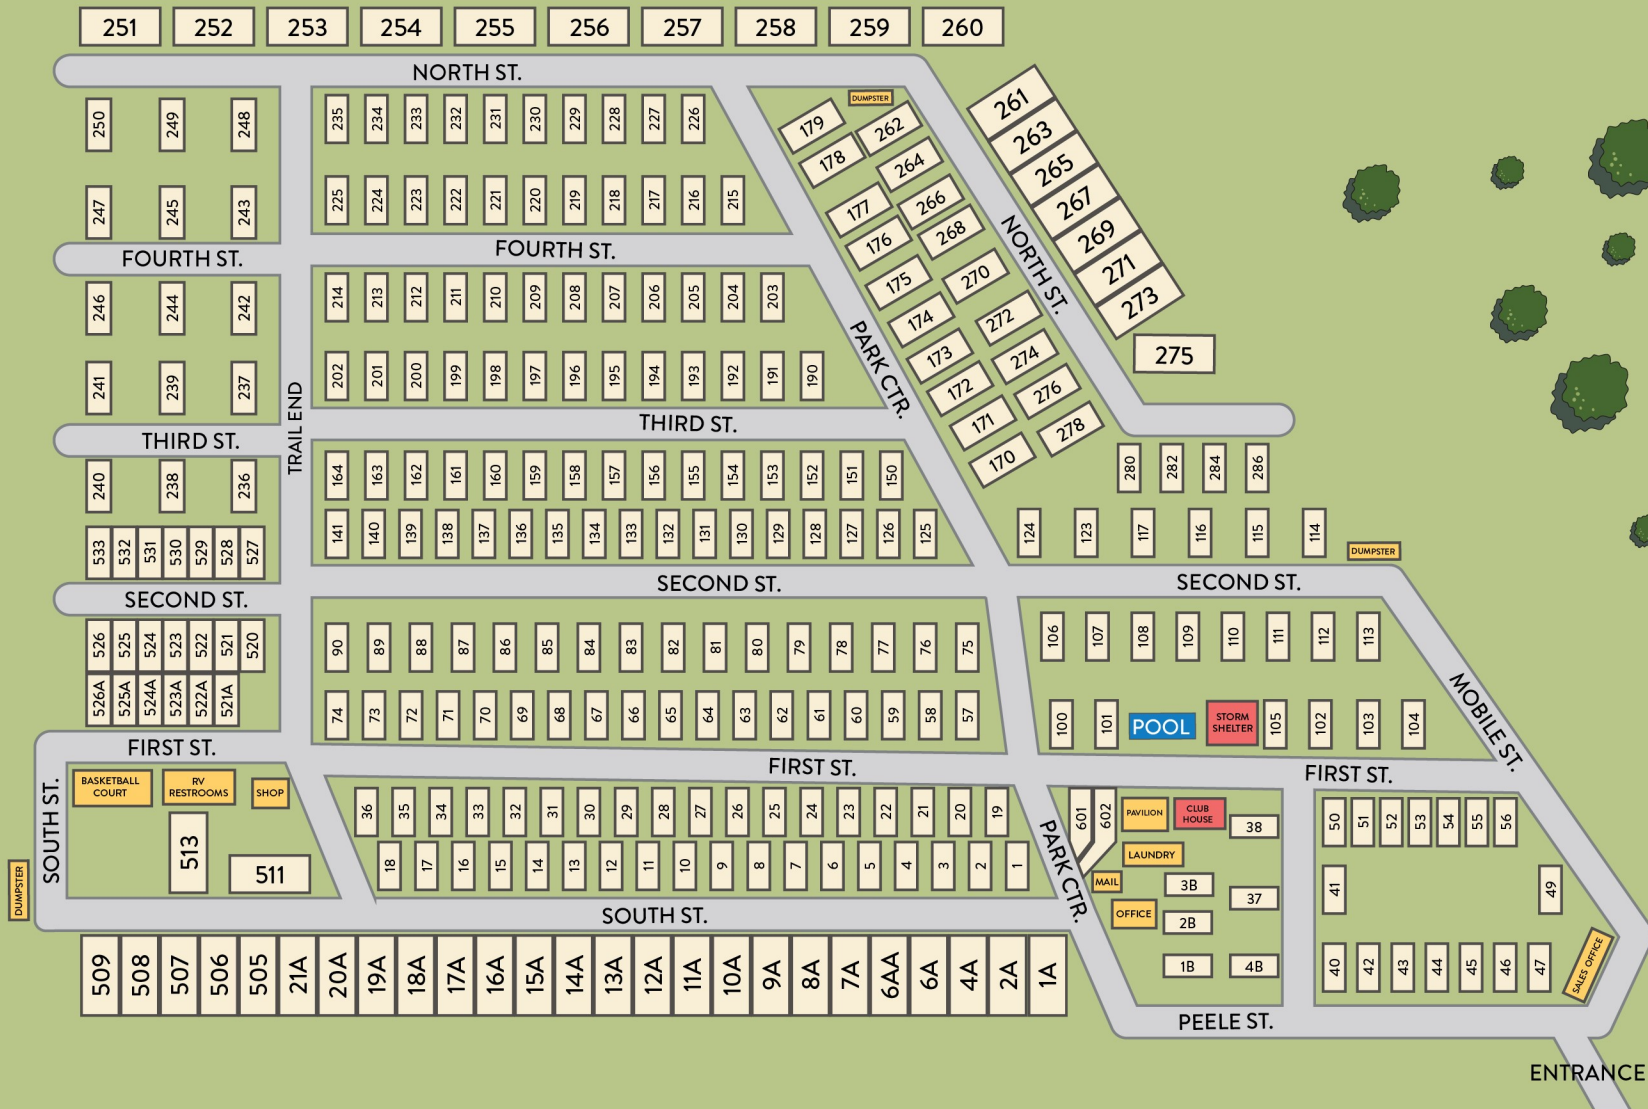 251 252 253 254 255 256 257 258 259 260
NORTH ST.
DUMPSTER
250 249 248
235 234 233 232 231 230 229 228 227 226
179 262
178 264
261
263
265
267
269
271
273
275
247 245 243
225 224 223 222 221 220 219 218 217 216 215
177 266
176 268
175 270
174 272
173 274
172 276
171 278
170
NORTH ST.
FOURTH ST.
FOURTH ST.
246 244 242
214 213 212 211 210 209 208 207 206 205 204 203
PARK CTR.
241 239 237
202 201 200 199 198 197 196 195 194 193 192 191 190
TRAIL END
THIRD ST.
THIRD ST.
240 238 236
164 163 162 161 160 159 158 157 156 155 154 153 152 151 150
280 282 284 286
533 532 531 530 529 528 527
141 140 139 138 137 136 135 134 133 132 131 130 129 128 127 126 125
124 123 117 116 115 114
DUMPSTER
SECOND ST.
SECOND ST.
SECOND ST.
526 525 524 523 522 521 520
90 89 88 87 86 85 84 83 82 81 80 79 78 77 76 75
106 107 108 109 110 111 112 113
526A 525A 524A 523A 522A 521A
74 73 72 71 70 69 68 67 66 65 64 63 62 61 60 59 58 57
100 101
POOL
STORM
SHELTER
105 102 103 104
MOBILE ST.
FIRST ST.
FIRST ST.
FIRST ST.
SOUTH ST.
BASKETBALL
COURT
RV
RESTROOMS
SHOP
513
511
DUMPSTER
36 35 34 33 32 31 30 29 28 27 26 25 24 23 22 21 20 19
18 17 16 15 14 13 12 11 10 9 8 7 6 5 4 3 2 1
PARK CTR.
601 602
PAVILION
CLUB
HOUSE
38
LAUNDRY
MAIL
3B
37
OFFICE
2B
1B 4B
50 51 52 53 54 55 56
41 49
40 42 43 44 45 46 47
SALES OFFICE
SOUTH ST.
509 508 507 506 505 21A 20A 19A 18A 17A 16A 15A 14A 13A 12A 11A 10A 9A 8A 7A 6AA 6A 4A 2A 1A
PEELE ST.
ENTRANCE